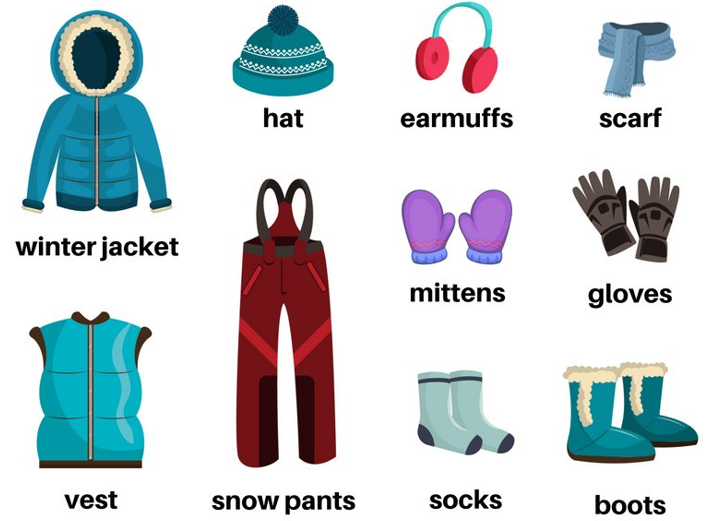 hat
earmuffs
scarf
winter jacket
mittens
gloves
vest
snow pants
socks
boots